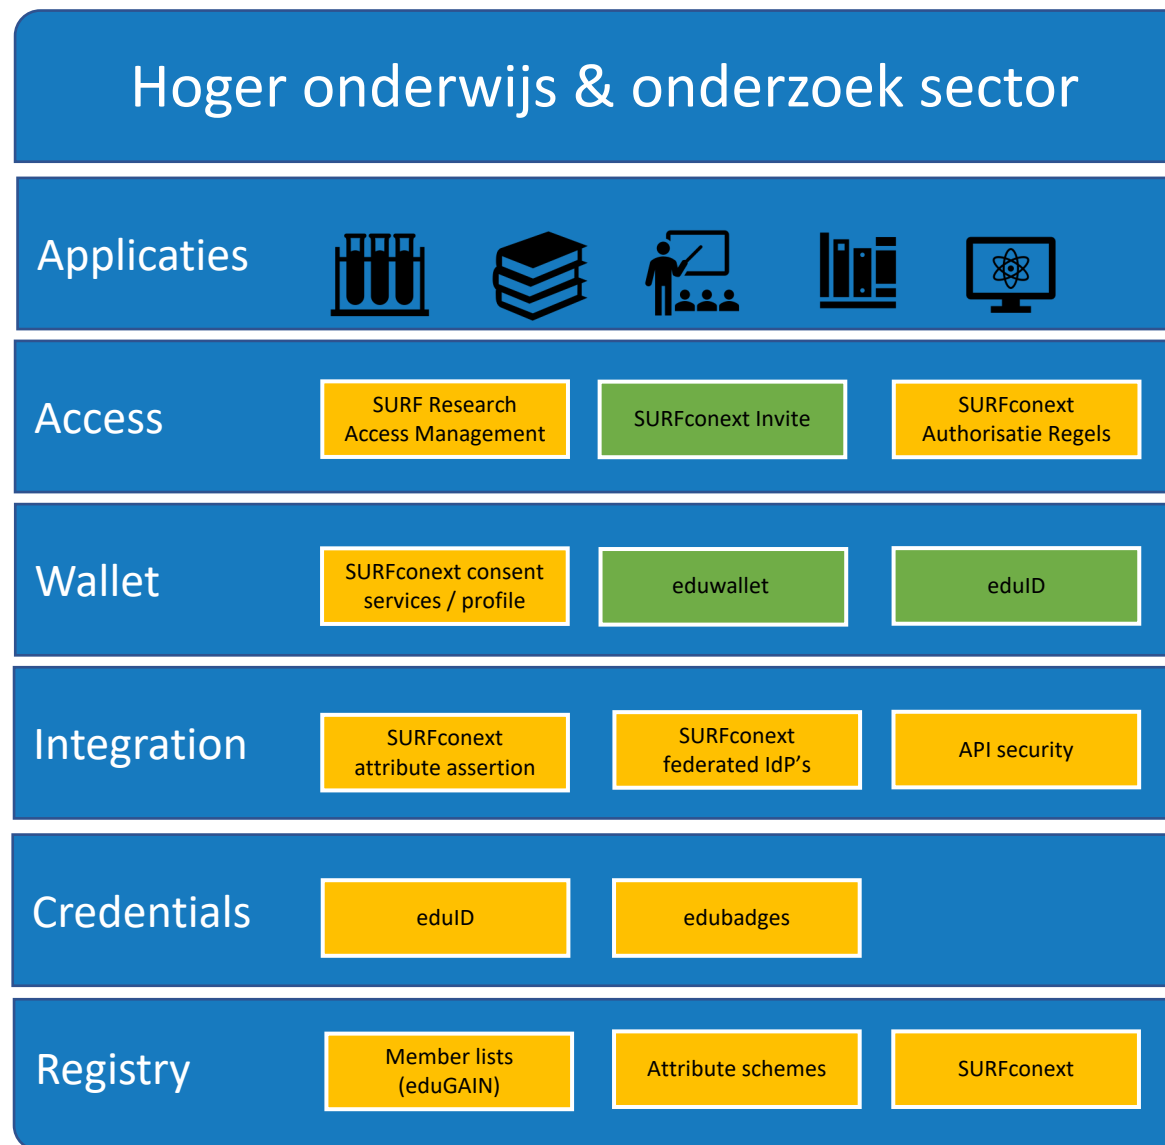 Hoger onderwijs & onderzoek sector
Applicaties
Access
SURF Research
Access Management
SURFconext Invite
SURFconext
Authorisatie Regels
Wallet
SURFconext consent
services / profile
eduwallet
eduID
Integration
SURFconext
attribute assertion
SURFconext
federated IdP’s
API security
Credentials
eduID
edubadges
Registry
Member lists
(eduGAIN)
Attribute schemes
SURFconext